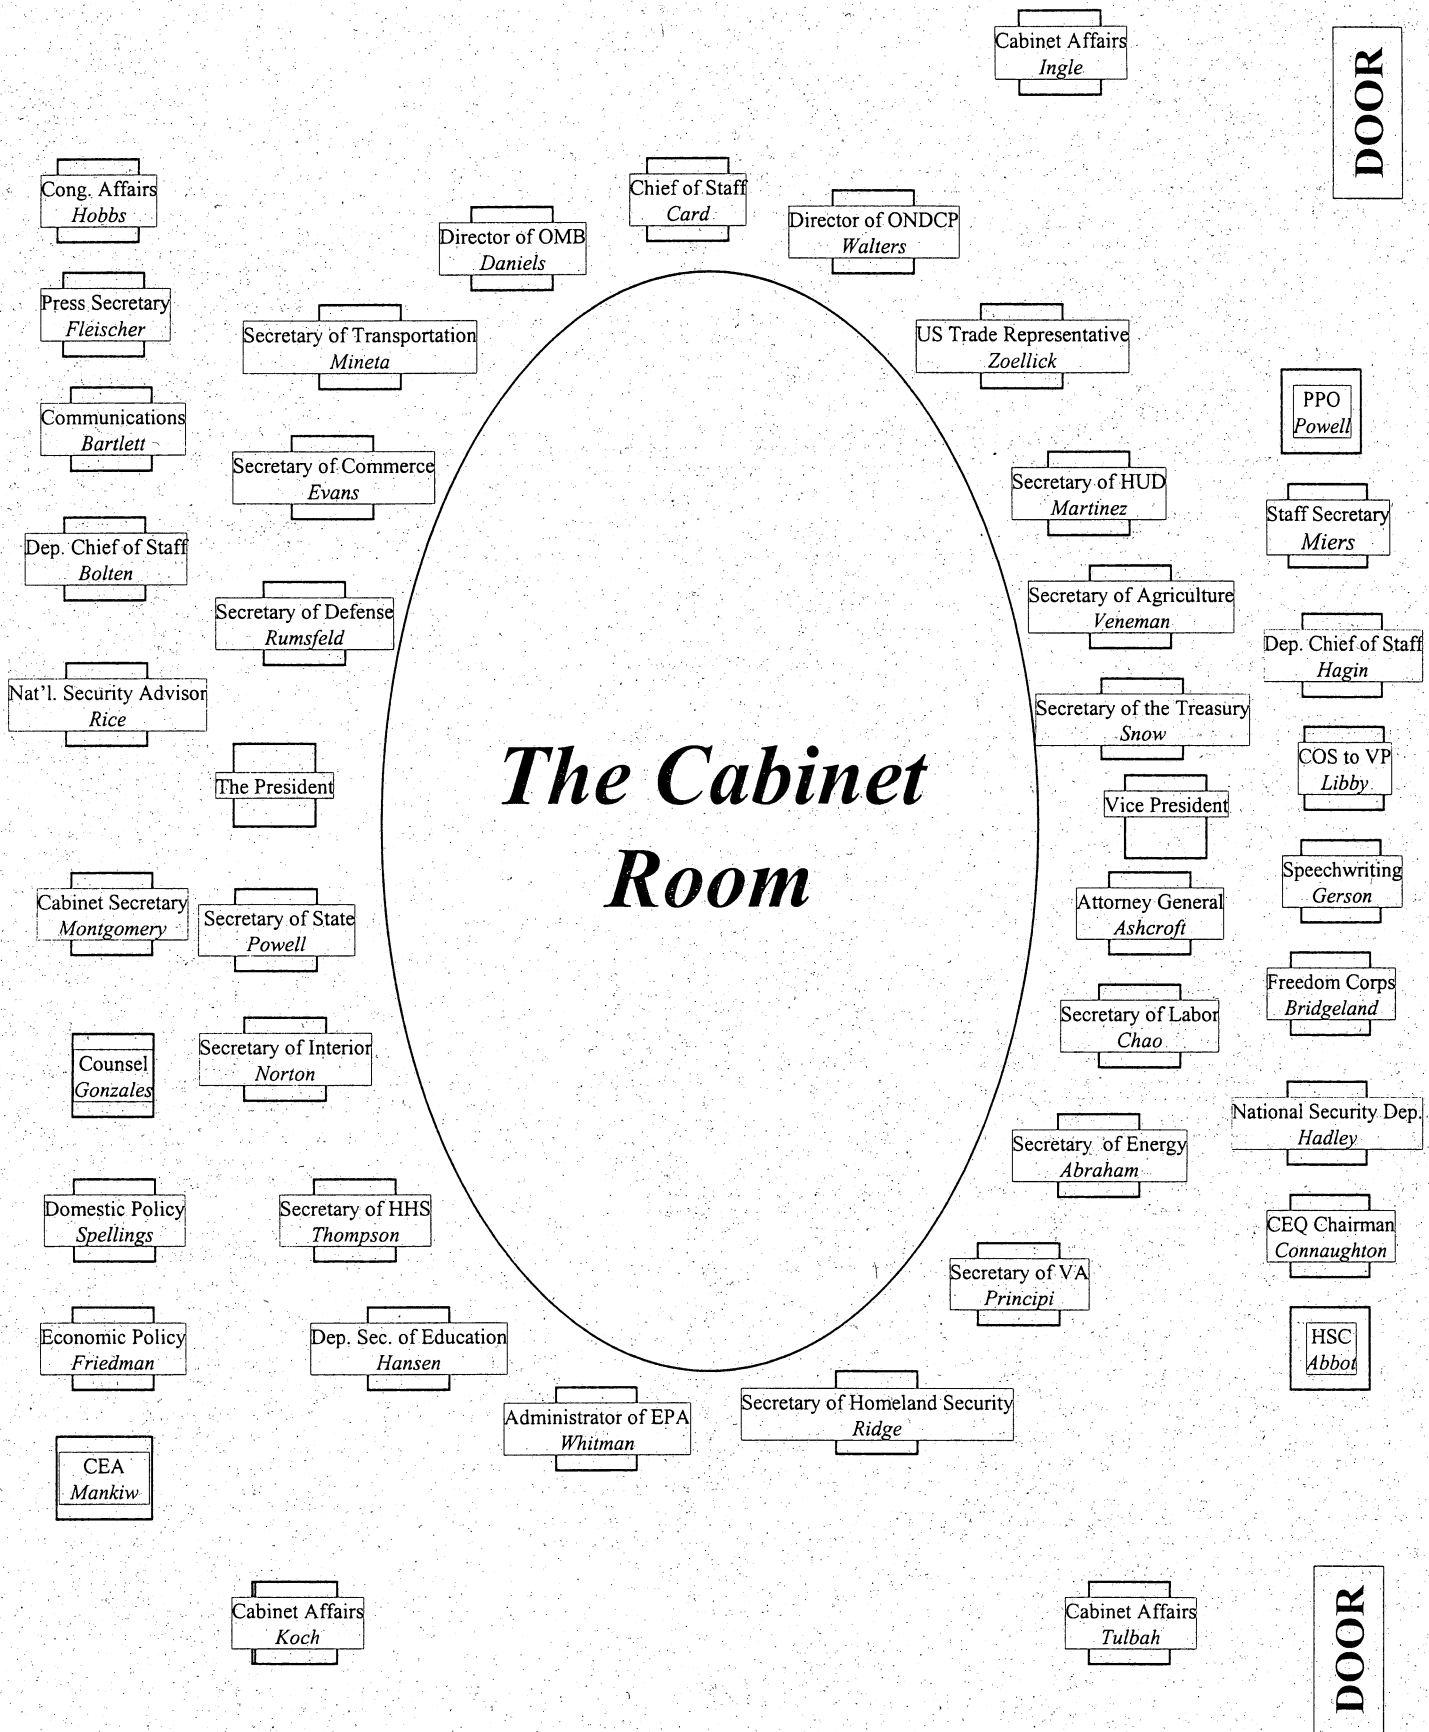 Cabinet Affairs
Ingle
DOOR
Cong. Affairs
Hobbs
Chief of Staff
Card
Director of OMB
Daniels
Director of ONDCP
Walters
Press Secretary
Fleischer
Secretary of Transportation
Mineta
US Trade Representative
Zoellick
Communications
Bartlett
PPO
Powell
Secretary of Commerce
Evans
Secretary of HUD
Martinez
Staff Secretary
Miers
Dep. Chief of Staff
Bolten
Secretary of Defense
Rumsfeld
Secretary of Agriculture
Veneman
Dep. Chief of Staff
Hagin
Nat'l. Security Advisor
Rice
Secretary of the Treasury
Snow
The President
The Cabinet
Room
Vice President
COS to VP
Libby
Cabinet Secretary
Montgomery
Secretary of State
Powell
Attorney General
Ashcroft
Speechwriting
Gerson
Counsel
Gonzales
Secretary of Interior
Norton
Secretary of Labor
Chao
Freedom Corps
Bridgeland
Secretary of Energy
Abraham
National Security Dep.
Hadley
Domestic Policy
Spellings
Secretary of HHS
Thompson
Secretary of VA
Principi
CEQ Chairman
Connaughton
Economic Policy
Friedman
Dep. Sec. of Education
Hansen
HSC
Abbot
Administrator of EPA
Whitman
Secretary of Homeland Security
Ridge
CEA
Mankiw
Cabinet Affairs
Koch
Cabinet Affairs
Tulbah
DOOR